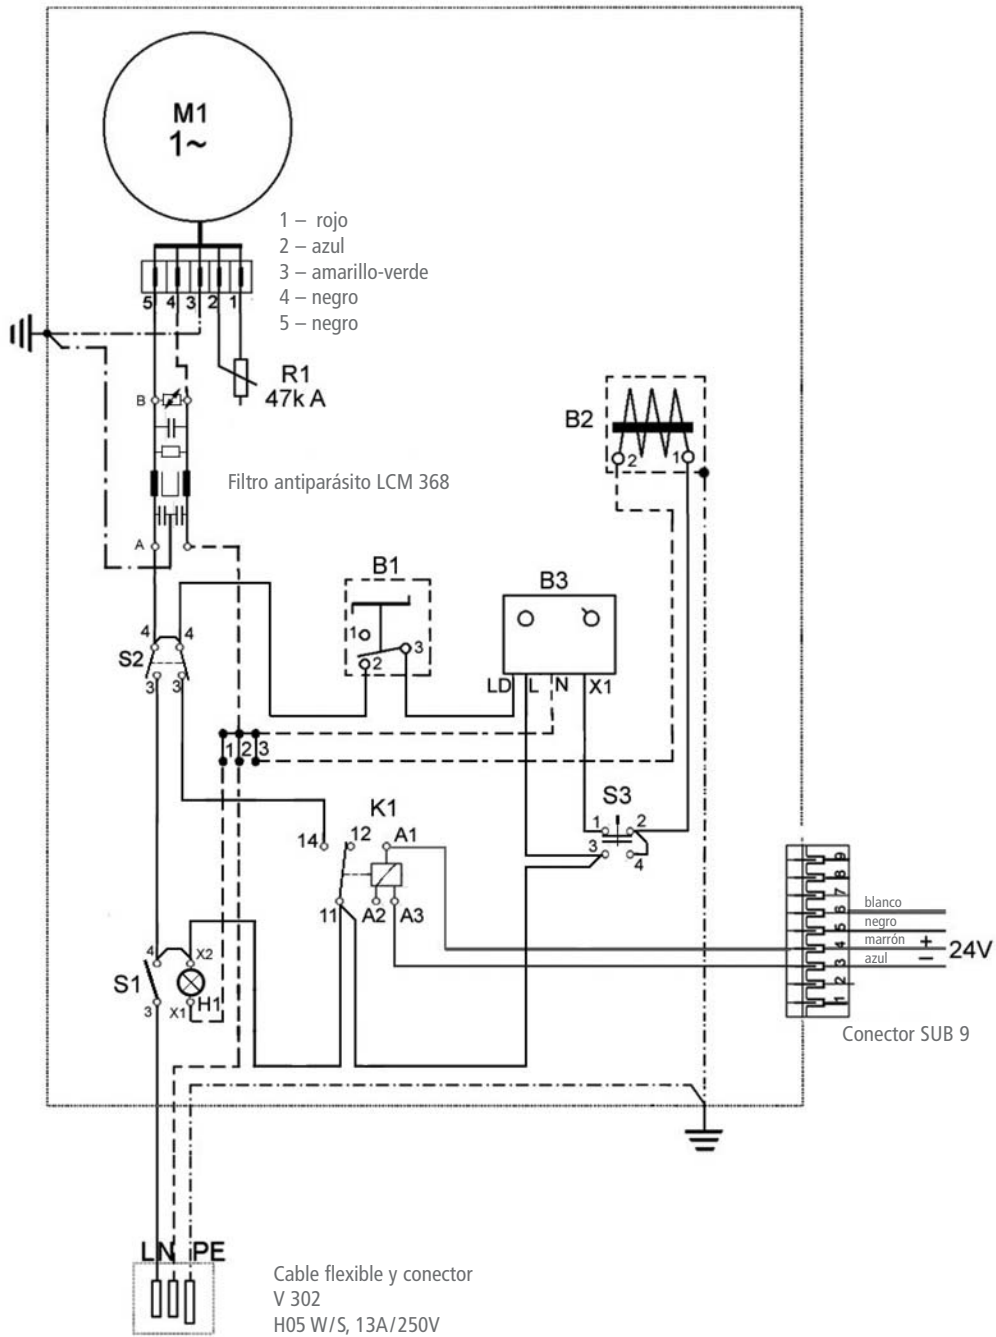 M1
1~
1 – rojo
2 – azul
3 – amarillo-verde
4 – negro
5 – negro
5 4 3 2 1
R1
47k A
B
Filtro antiparásito LCM 368
A
B2
2 1
B1
1
3
2
B3
LD L N X1
4 4
S2
3 3
1 2 3
K1
14 12 A1
11 A2 A3
S3
1 2
3 4
4 X2
S1
H1
3 X1
9
8
7
6
5
4
3
2
1
blanco
negro
marrón +
azul –
24V
Conector SUB 9
L N PE
Cable flexible y conector
V 302
H05 W/S, 13A/250V